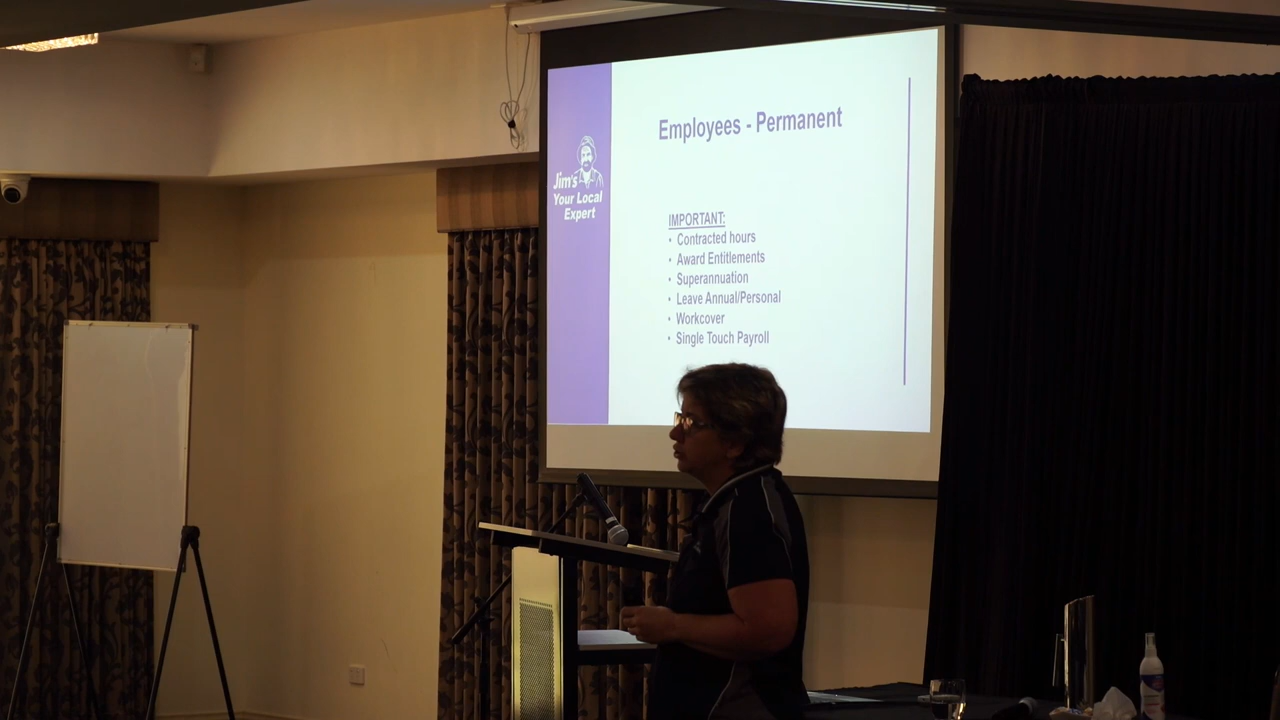 Employees - Permanent
Jim's
Your Local
Expert
IMPORTANT:
• Contracted hours
• Award Entitlements
• Superannuation
• Leave Annual/Personal
• Workcover
• Single Touch Payroll